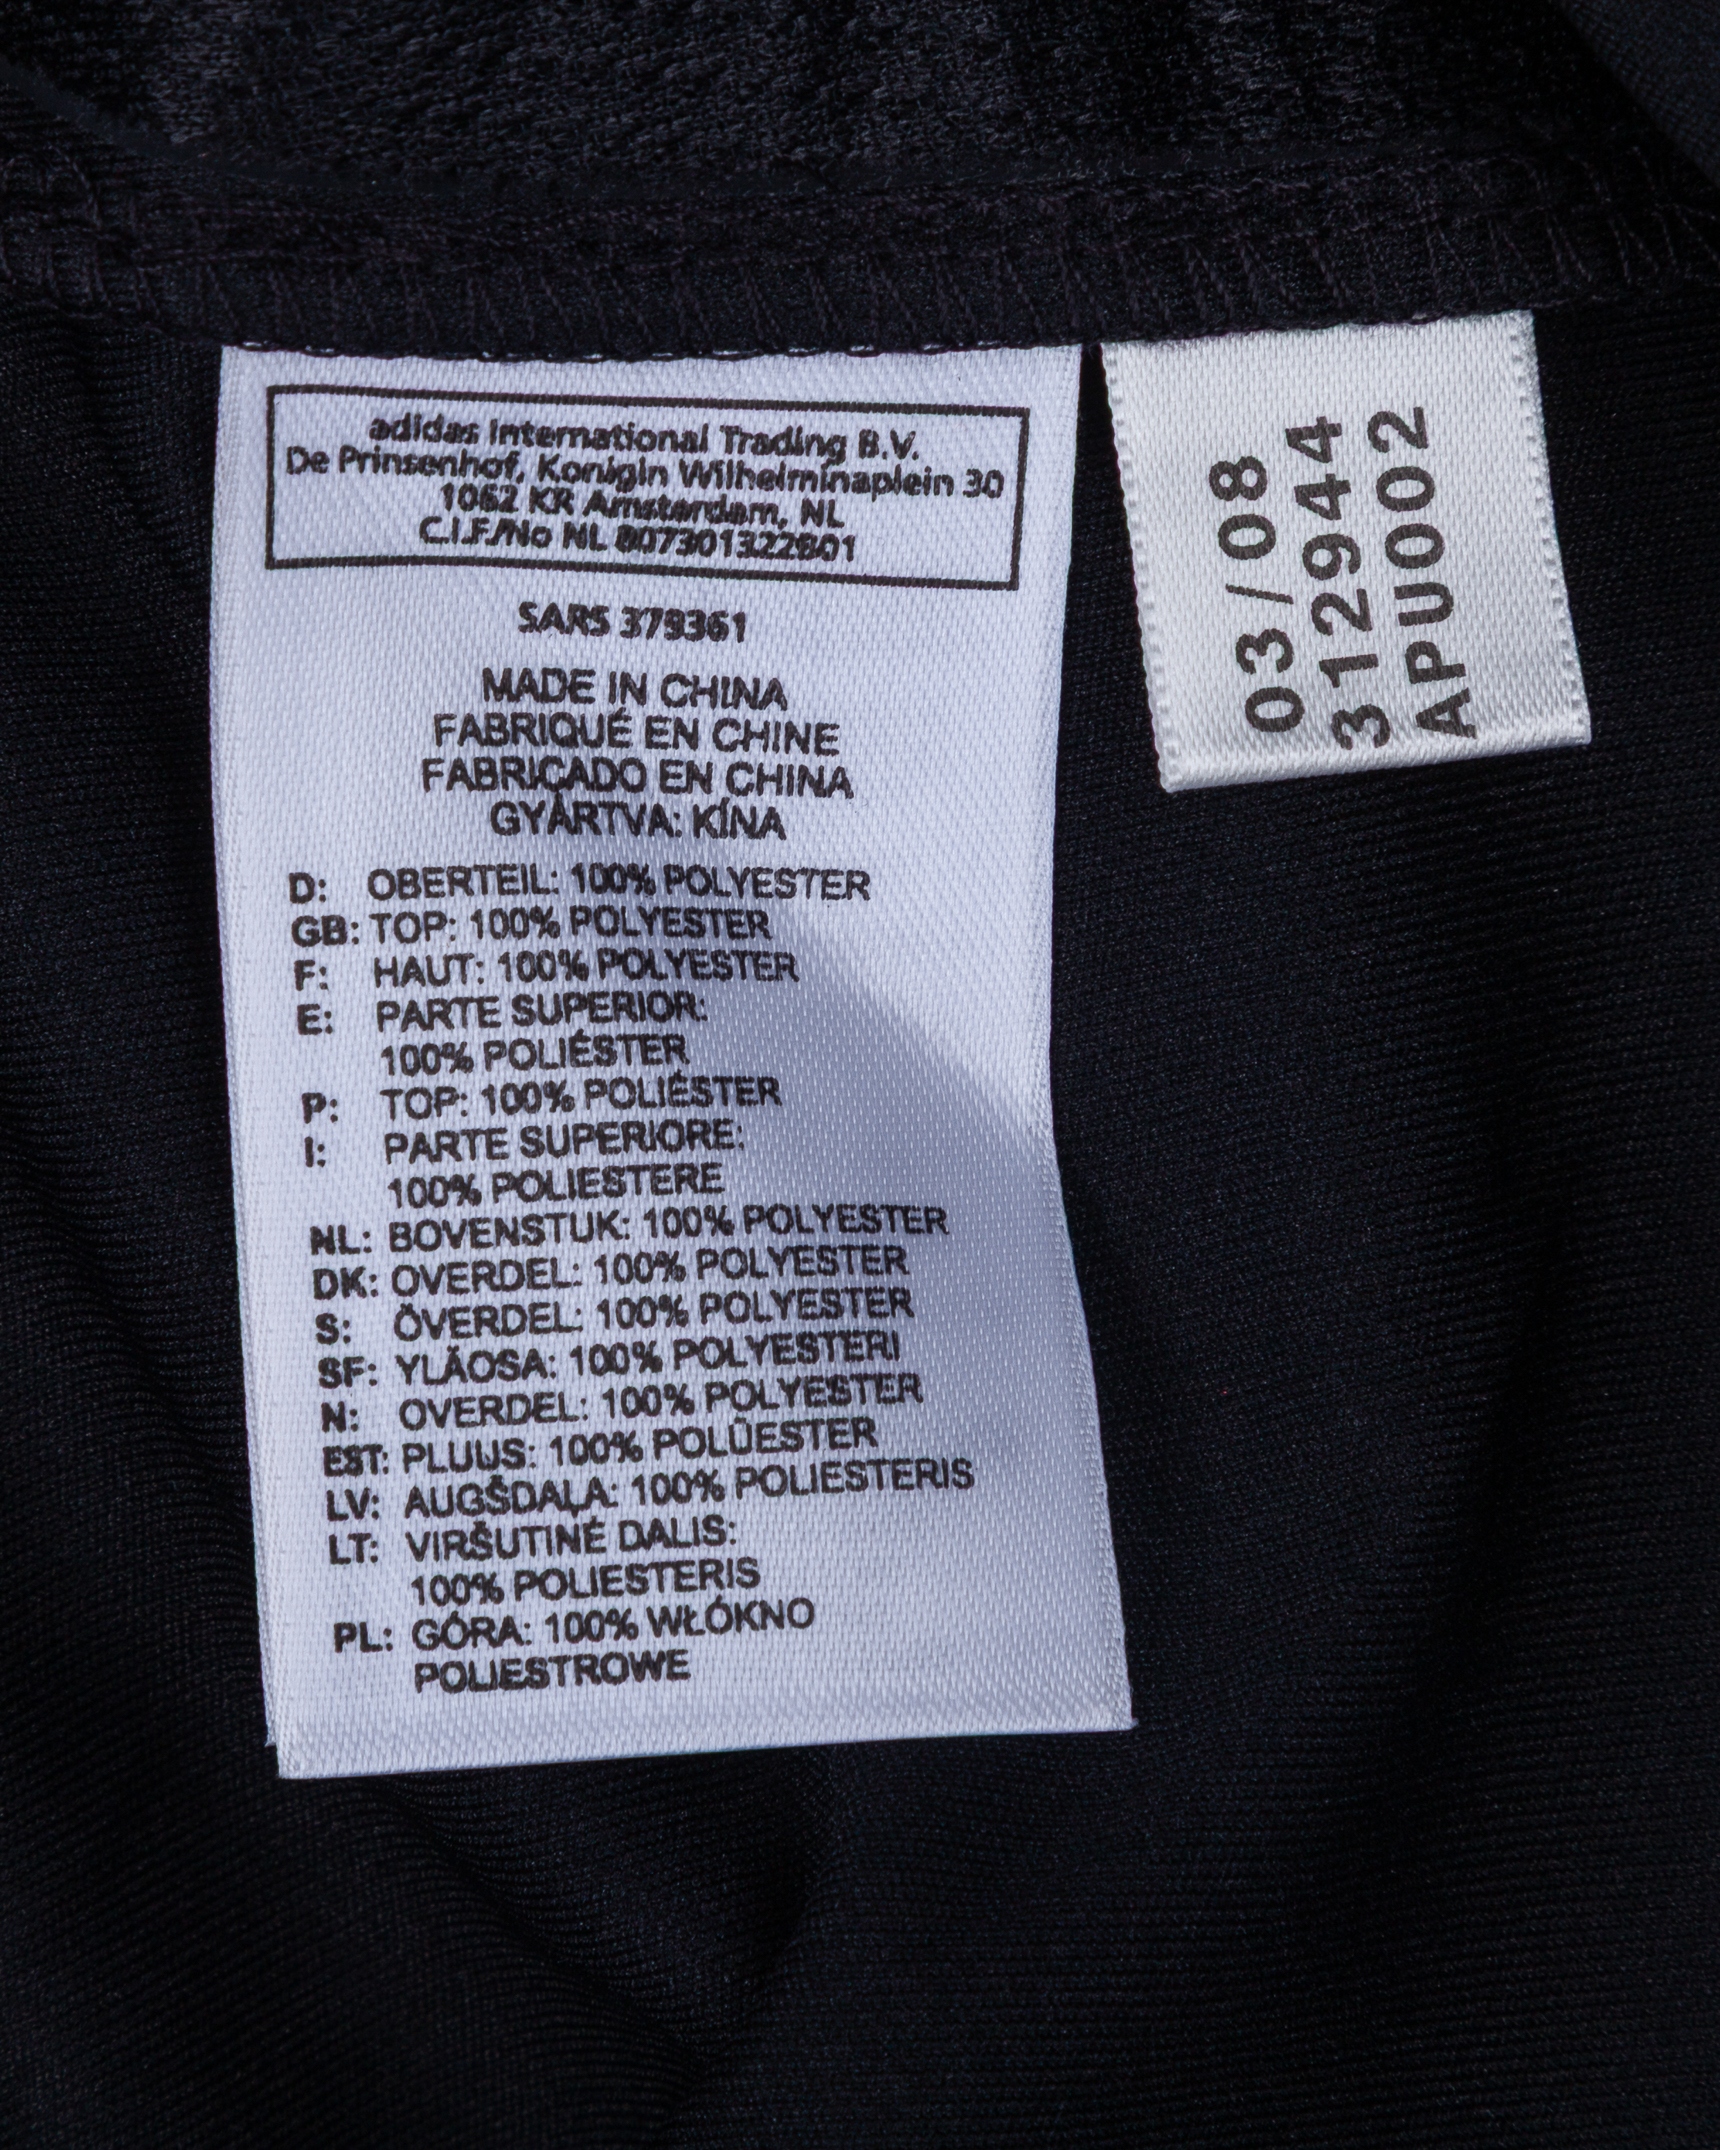 adidas International Trading B.V.
De Prinsenhof, Konigin Wilhelminaplein 30
1062 KR Amsterdam, NL
C.I.F./No NL 807301322B01
SARS 379361
MADE IN CHINA
FABRIQUÉ EN CHINE
FABRICADO EN CHINA
GYÁRTVA: KÍNA
D: OBERTEIL: 100% POLYESTER
GB: TOP: 100% POLYESTER
F: HAUT: 100% POLYESTER
E: PARTE SUPERIOR:
100% POLIÉSTER
P: TOP: 100% POLIÉSTER
I: PARTE SUPERIORE:
100% POLIESTERE
NL: BOVENSTUK: 100% POLYESTER
DK: OVERDEL: 100% POLYESTER
S: ÖVERDEL: 100% POLYESTER
SF: YLÄOSA: 100% POLYESTERI
N: OVERDEL: 100% POLYESTER
EST: PLUUS: 100% POLÜESTER
LV: AUGŠDAĻA: 100% POLIESTERIS
LT: VIRŠUTINĖ DALIS:
100% POLIESTERIS
PL: GÓRA: 100% WŁÓKNO
POLIESTROWE
03/08
312944
APU002